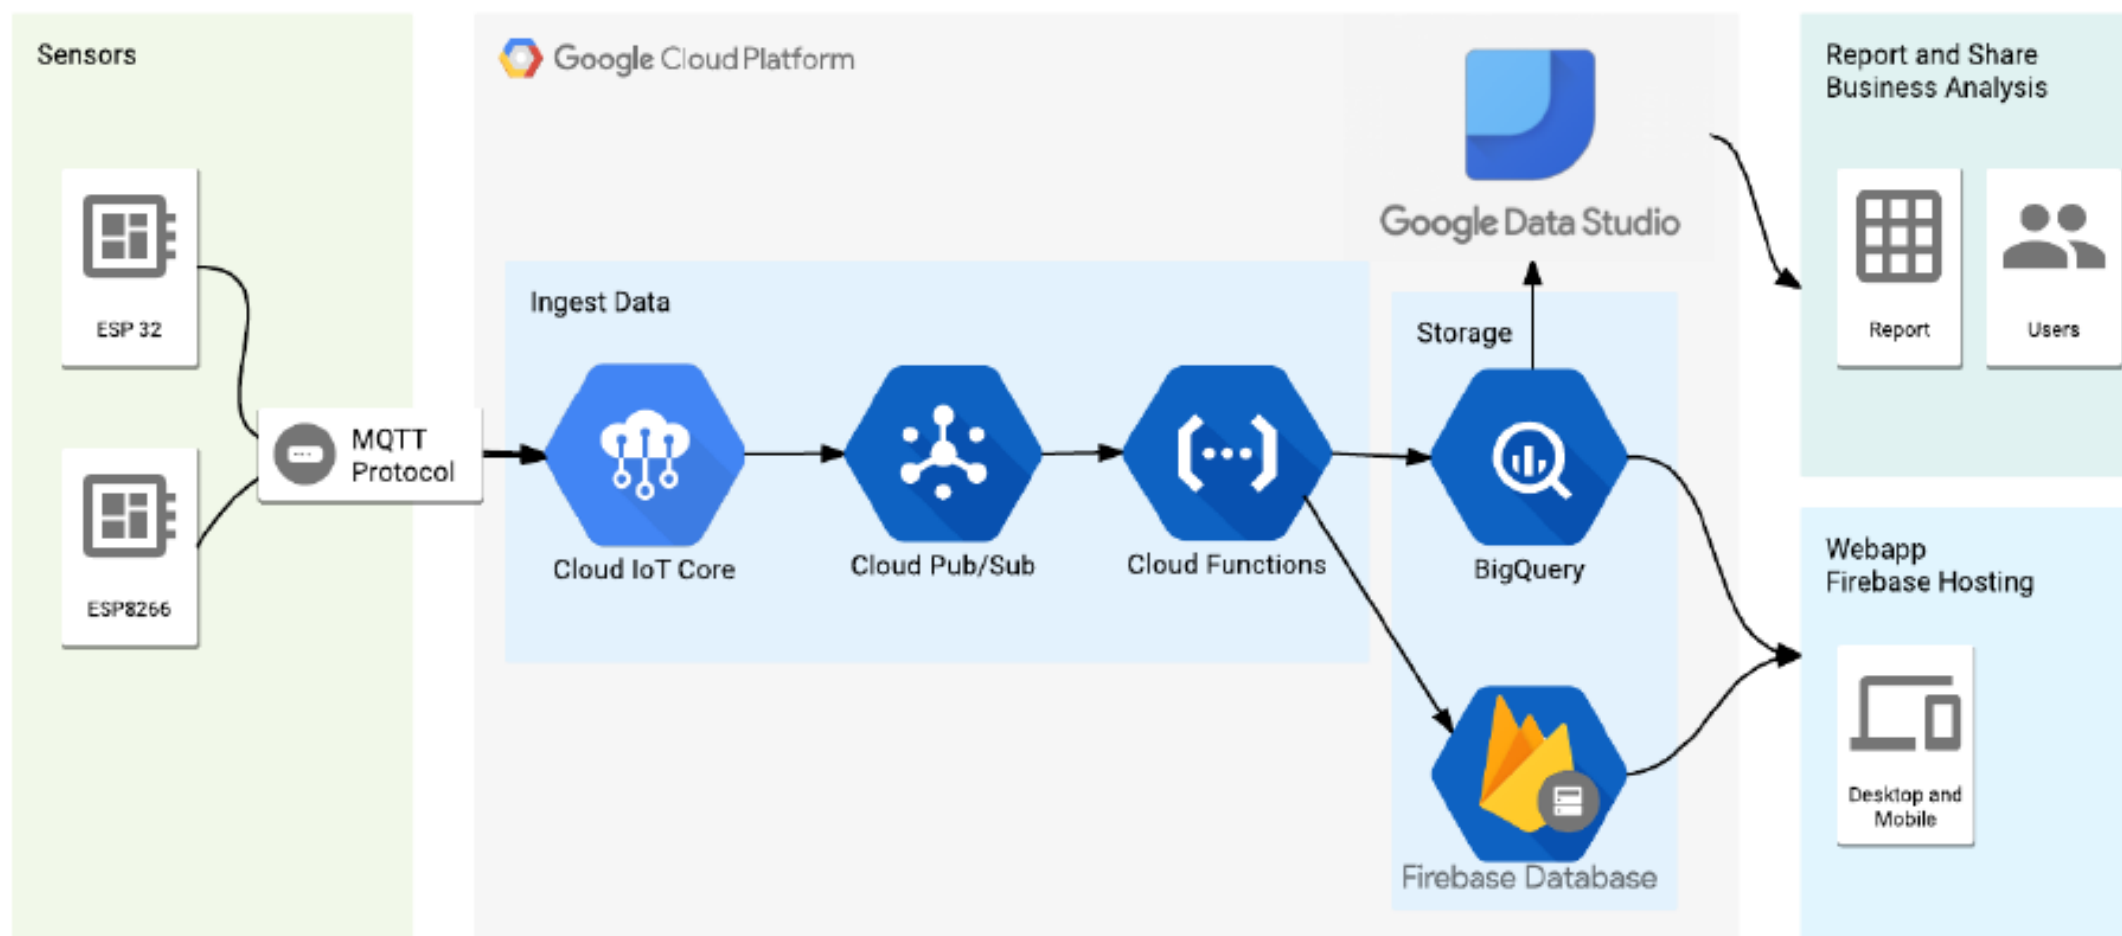 Sensors
ESP 32
ESP8266
MQTT
Protocol
Google Cloud Platform
Ingest Data
Cloud IoT Core
Cloud Pub/Sub
Cloud Functions
Google Data Studio
Storage
BigQuery
Firebase Database
Report and Share
Business Analysis
Report
Users
Webapp
Firebase Hosting
Desktop and
Mobile